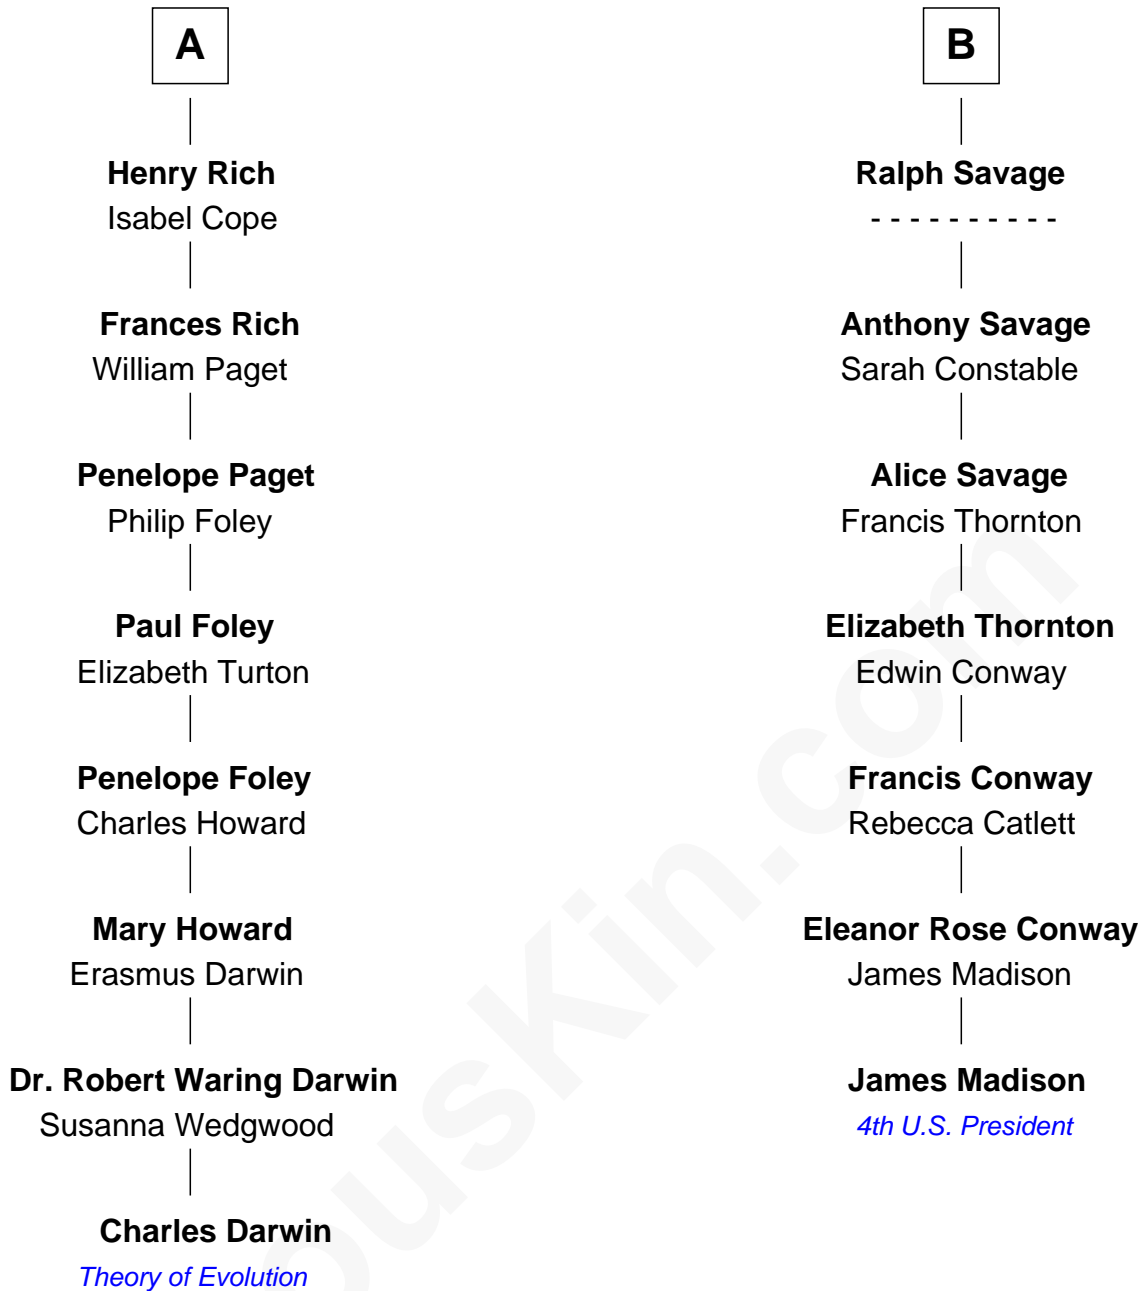 A
Henry Rich
Isabel Cope
Frances Rich
William Paget
Penelope Paget
Philip Foley
Paul Foley
Elizabeth Turton
Penelope Foley
Charles Howard
Mary Howard
Erasmus Darwin
Dr. Robert Waring Darwin
Susanna Wedgwood
Charles Darwin
Theory of Evolution
B
Ralph Savage
- - - - - - - - - -
Anthony Savage
Sarah Constable
Alice Savage
Francis Thornton
Elizabeth Thornton
Edwin Conway
Francis Conway
Rebecca Catlett
Eleanor Rose Conway
James Madison
James Madison
4th U.S. President
ousKin.com